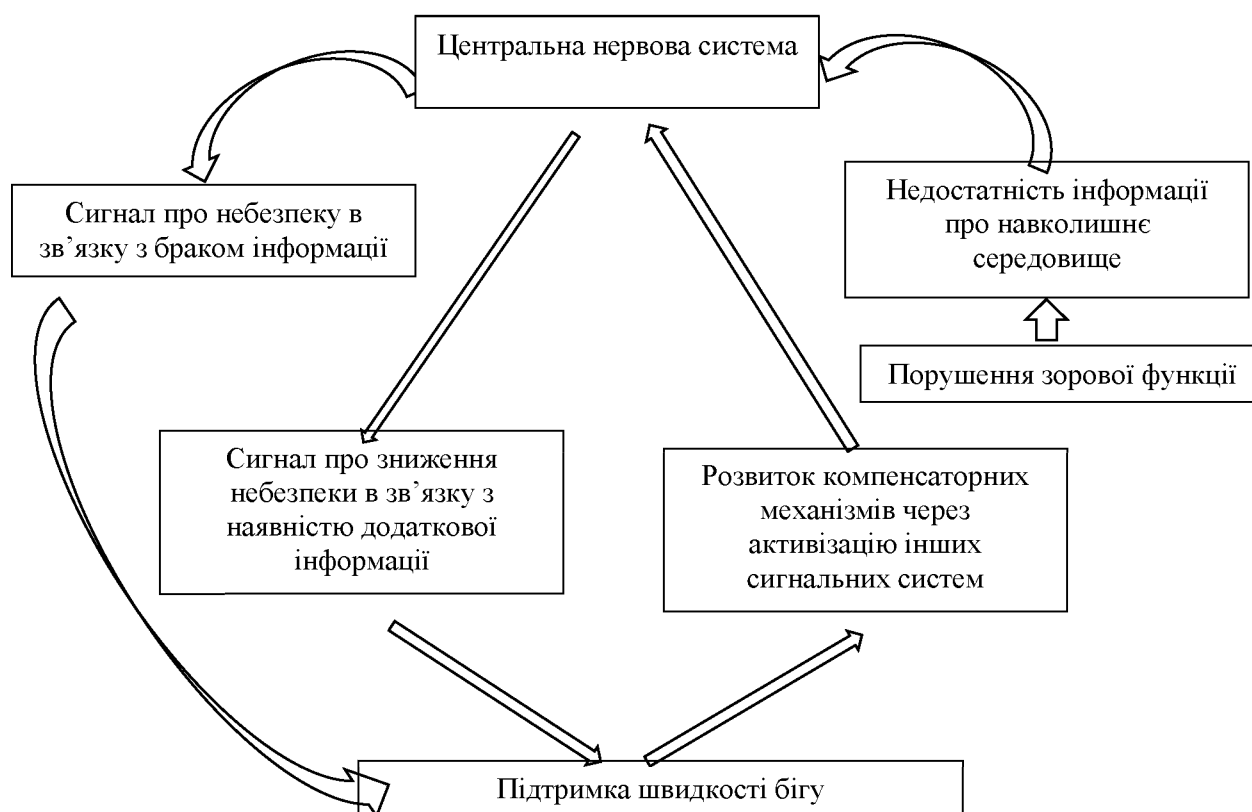 Центральна нервова система
Сигнал про небезпеку в
зв’язку з браком інформації
Недостатність інформації
про навколишнє
середовище
Порушення зорової функції
Сигнал про зниження
небезпеки в зв’язку з
наявністю додаткової
інформації
Розвиток компенсаторних
механізмів через
активізацію інших
сигнальних систем
Підтримка швидкості бігу